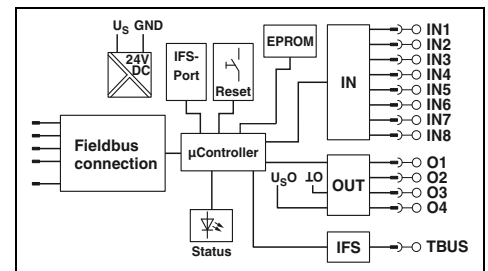 US GND
24V
DC
IFS-
Port
Reset
EPROM
IN
IN1
IN2
IN3
IN4
IN5
IN6
IN7
IN8
Fieldbus
connection
µController
USO
OT
OUT
O1
O2
O3
O4
Status
IFS
TBUS